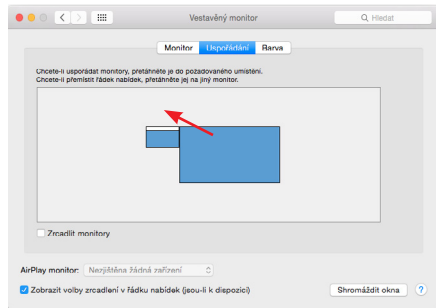 Vestavěný monitor
Hledat
Monitor Uspořádání Barva
Chcete-li uspořádat monitory, přetáhněte je do požadovaného umístění.
Chcete-li přemístit řádek nabídek, přetáhněte jej na jiný monitor.
Zrcadlit monitory
AirPlay monitor: Nezjištěna žádná zařízení
Zobrazit volby zrcadlení v řádku nabídek (jsou-li k dispozici)
Shromáždit okna ?